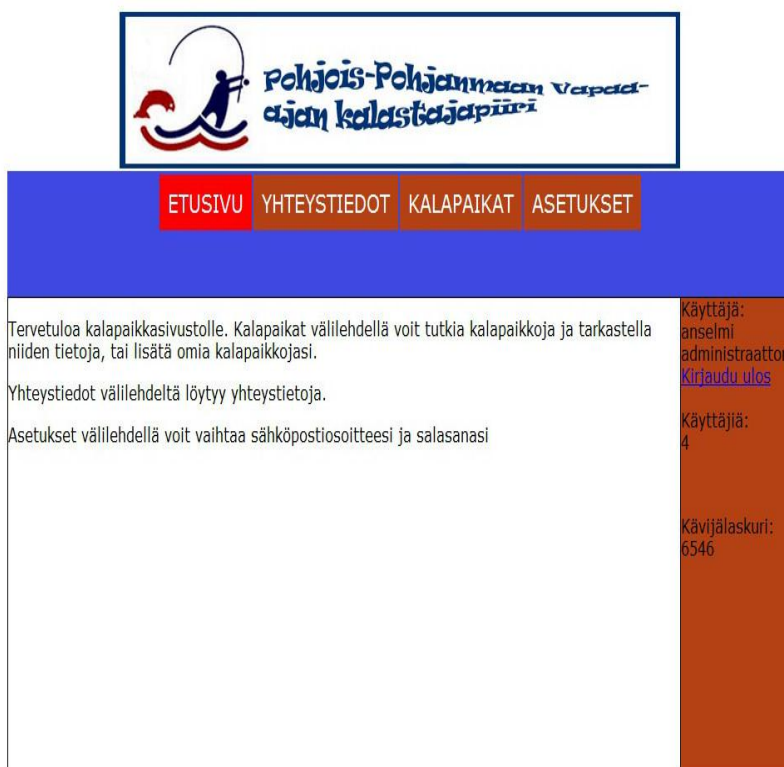 Pohjois-Pohjanmaan Vapaa-
ajan kalastajapiiri
ETUSIVU YHTEYSTIEDOT KALAPAIKAT ASETUKSET
Tervetuloa kalapaikkasivustolle. Kalapaikat välilehdellä voit tutkia kalapaikkoja ja tarkastella
niiden tietoja, tai lisätä omia kalapaikkojasi.
Yhteystiedot välilehdeltä löytyy yhteystietoja.
Asetukset välilehdellä voit vaihtaa sähköpostiosoitteesi ja salasanasi
Käyttäjä:
anselmi
administraattor
Kirjaudu ulos
Käyttäjiä:
4
Kävijälaskuri:
6546